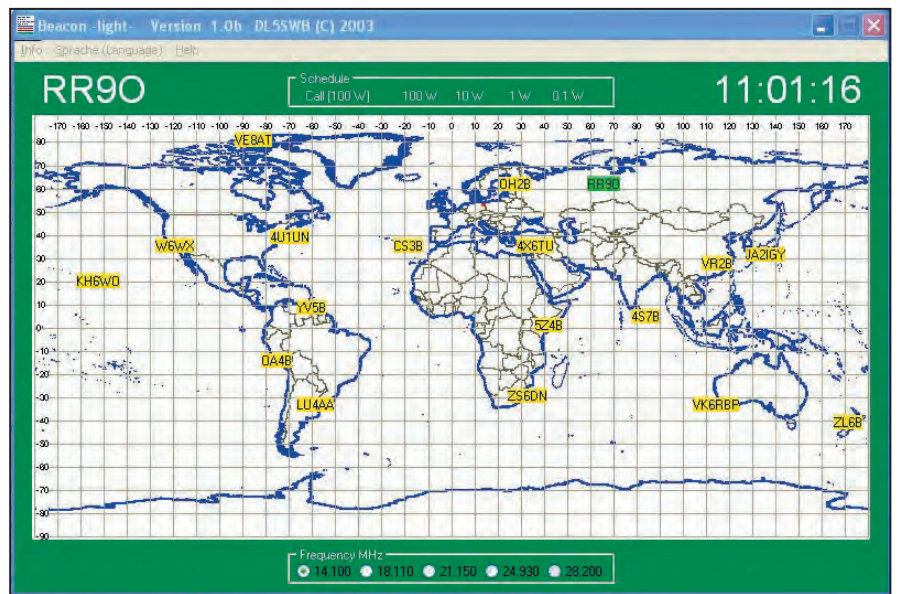 Beacon -light- Version 1.0b DL5SWB (C) 2003
Info Sprache (Language) Help
RR9O
Schedule
Call (100 W) 100 W 10 W 1 W 0.1 W
11:01:16
-170 -160 -150 -140 -130 -120 -110 -100 -90 -80 -70 -60 -50 -40 -30 -20 -10 0 10 20 30 40 50 60 70 80 90 100 110 120 130 140 150 160 170
80
VE8AT
70
60
OH2B
RR9O
50
4U1UN
40
W6WX
CS3B
4X6TU
JA2IGY
30
VR2B
20
KH6WO
10
YV5B
4S7B
0
5Z4B
-10
OA4B
-20
-30
LU4AA
ZS6DN
VK6RBP
-40
ZL6B
-50
-60
-70
-80
-90
Frequency MHz
14.100 18.110 21.150 24.930 28.200